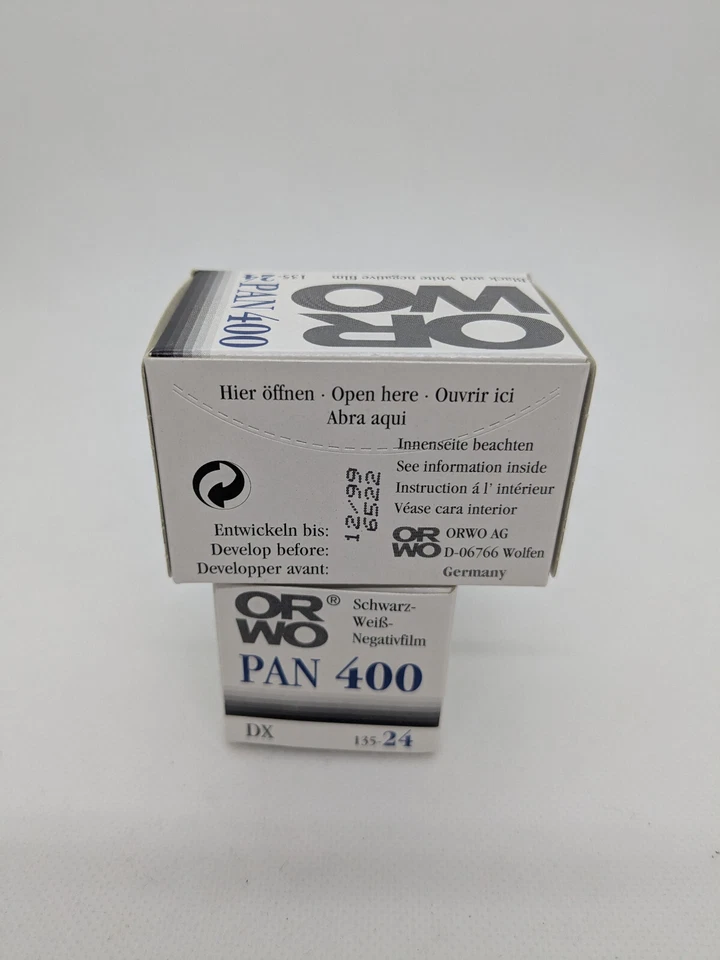 Black and white negative film
135-
24
PAN 400
OR
WO
Hier öffnen · Open here · Ouvrir ici
Abra aqui
Innenseite beachten
See information inside
Instruction á l' intérieur
Véase cara interior
12/99
6522
Entwickeln bis:
Develop before:
Developper avant:
OR
WO
ORWO AG
D-06766 Wolfen
Germany
OR
WO®
Schwarz-
Weiß-
Negativfilm
PAN 400
DX
135-24